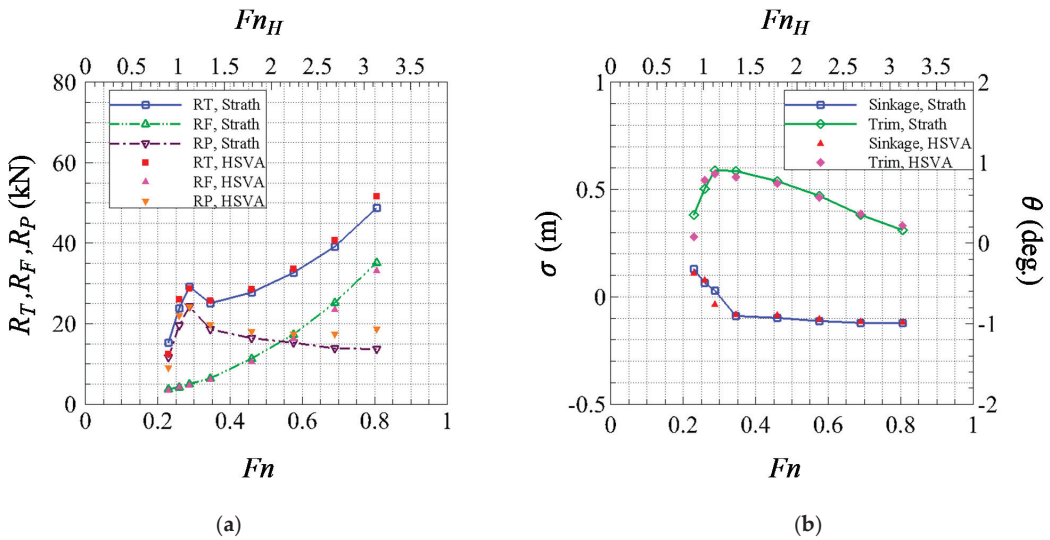 Fn_H
0 0.5 1 1.5 2 2.5 3 3.5
80
60
40
20
0
R_T, R_F, R_P (kN)
RT, Strath
RF, Strath
RP, Strath
RT, HSVA
RF, HSVA
RP, HSVA
0 0.2 0.4 0.6 0.8 1
Fn
(a)
Fn_H
0 0.5 1 1.5 2 2.5 3 3.5
1
0.5
0
-0.5
σ (m)
Sinkage, Strath
Trim, Strath
Sinkage, HSVA
Trim, HSVA
2
1
0
-1
-2
θ (deg.)
0 0.2 0.4 0.6 0.8 1
Fn
(b)